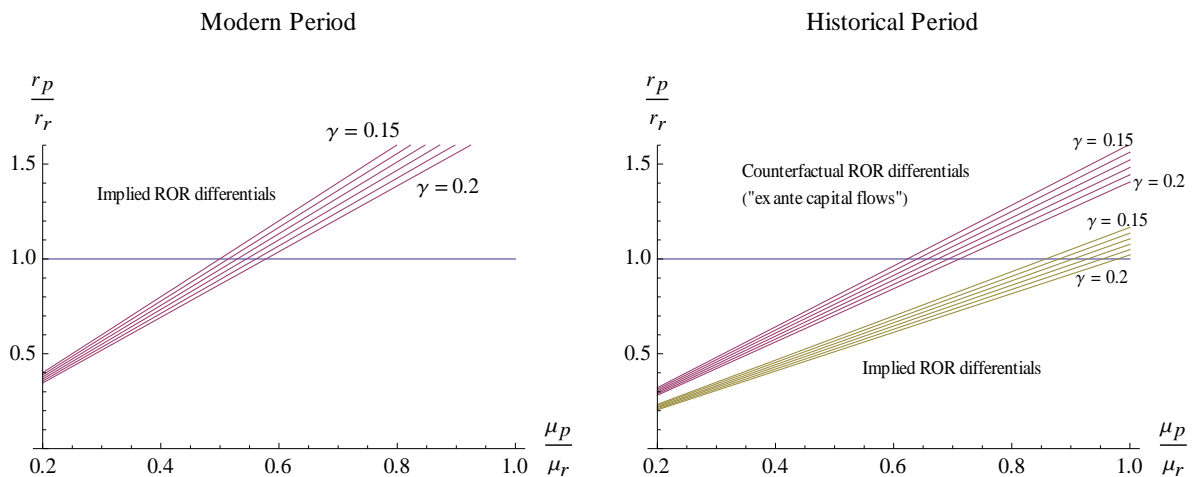 Modern Period
r_p
r_r
γ = 0.15
1.5
Implied ROR differentials
γ = 0.2
1.0
0.5
0.2 0.4 0.6 0.8 1.0
μ_p
μ_r
Historical Period
r_p
r_r
γ = 0.15
1.5
Counterfactual ROR differentials
("ex ante capital flows")
γ = 0.2
γ = 0.15
1.0
γ = 0.2
0.5
Implied ROR differentials
0.2 0.4 0.6 0.8 1.0
μ_p
μ_r